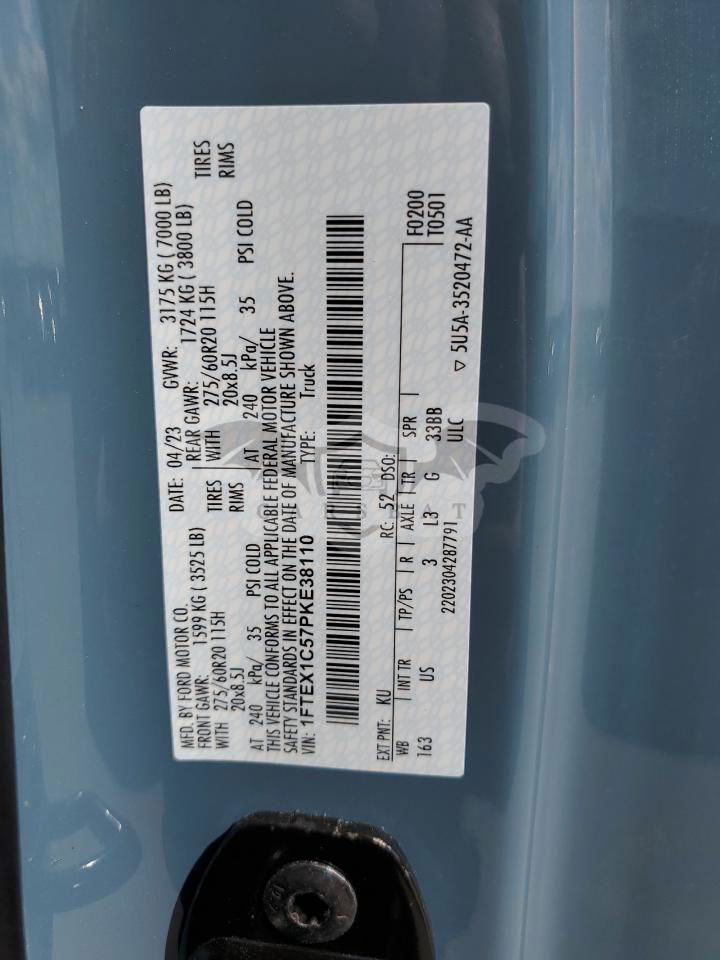 MFD. BY FORD MOTOR CO. DATE: 04/23 GVWR: 3175 KG ( 7000 LB)
FRONT GAWR: 1599 KG ( 3525 LB) REAR GAWR: 1724 KG ( 3800 LB)
WITH 275/60R20 115H TIRES WITH 275/60R20 115H TIRES
20x8.5J RIMS 20x8.5J RIMS
AT 240 kPa/ 35 PSI COLD AT 240 kPa/ 35 PSI COLD
THIS VEHICLE CONFORMS TO ALL APPLICABLE FEDERAL MOTOR VEHICLE
SAFETY STANDARDS IN EFFECT ON THE DATE OF MANUFACTURE SHOWN ABOVE.
VIN: 1FTEX1C57PKE38110 TYPE: Truck
EXT PNT: KU RC: 52 DSO:
WB INT TR TP/PS R AXLE TR SPR F0200
163 US 3 L3 G 33BB T0501
2202304287791 ULC
▽ 5U5A-3520472-AA
CARSBAT